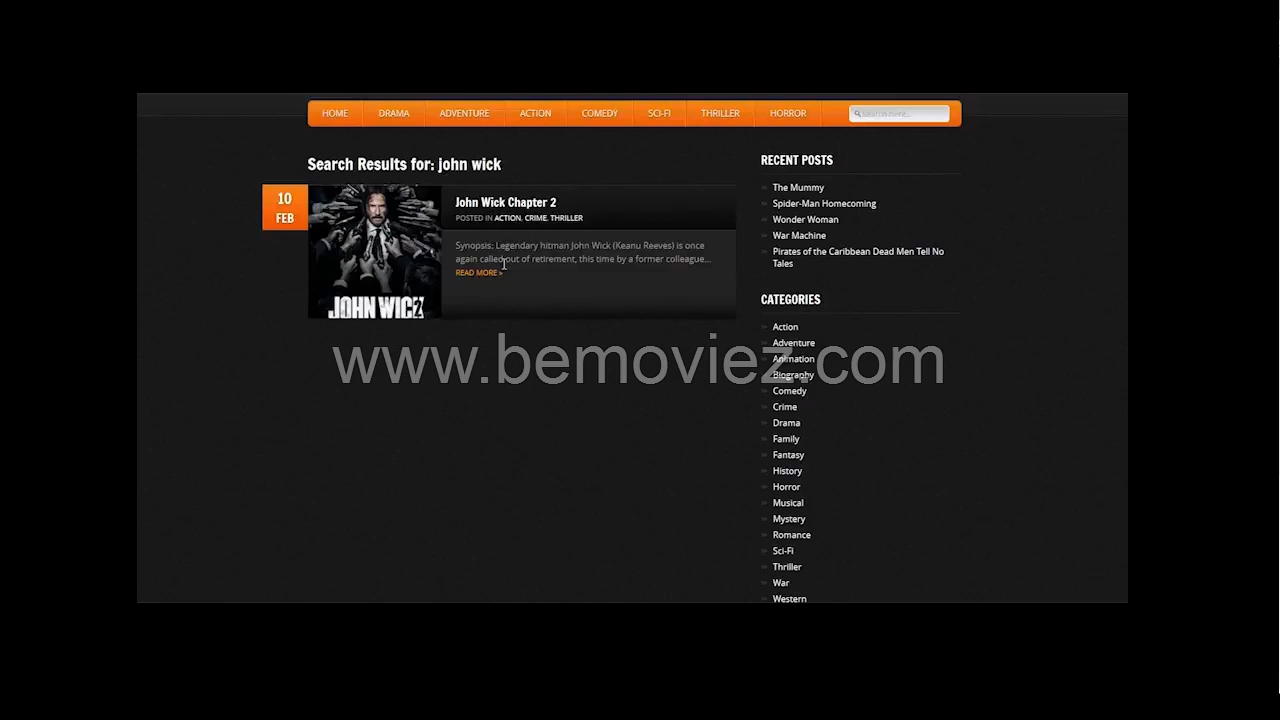 HOME DRAMA ADVENTURE ACTION COMEDY SCI-FI THRILLER HORROR search here...
Search Results for: john wick
10
FEB
John Wick Chapter 2
POSTED IN ACTION, CRIME, THRILLER
Synopsis: Legendary hitman John Wick (Keanu Reeves) is once
again called out of retirement, this time by a former colleague...
READ MORE »
JOHN WICK
2
www.bemoviez.com
RECENT POSTS
The Mummy
Spider-Man Homecoming
Wonder Woman
War Machine
Pirates of the Caribbean Dead Men Tell No
Tales
CATEGORIES
Action
Adventure
Animation
Biography
Comedy
Crime
Drama
Family
Fantasy
History
Horror
Musical
Mystery
Romance
Sci-Fi
Thriller
War
Western